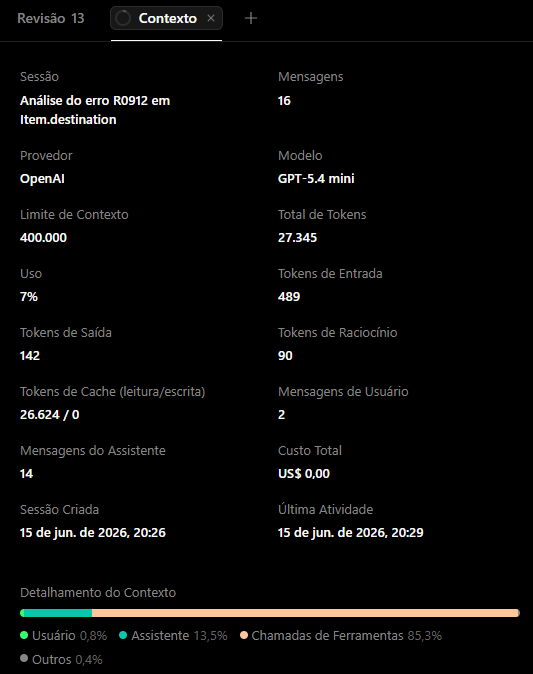 Revisão 13
Contexto
Sessão
Mensagens
Análise do erro R0912 em
Item.destination
16
Provedor
Modelo
OpenAI
GPT-5.4 mini
Limite de Contexto
Total de Tokens
400.000
27.345
Uso
Tokens de Entrada
7%
489
Tokens de Saída
Tokens de Raciocínio
142
90
Tokens de Cache (leitura/escrita)
Mensagens de Usuário
26.624 / 0
2
Mensagens do Assistente
Custo Total
14
US$ 0,00
Sessão Criada
Última Atividade
15 de jun. de 2026, 20:26
15 de jun. de 2026, 20:29
Detalhamento do Contexto
Usuário 0,8% Assistente 13,5% Chamadas de Ferramentas 85,3%
Outros 0,4%